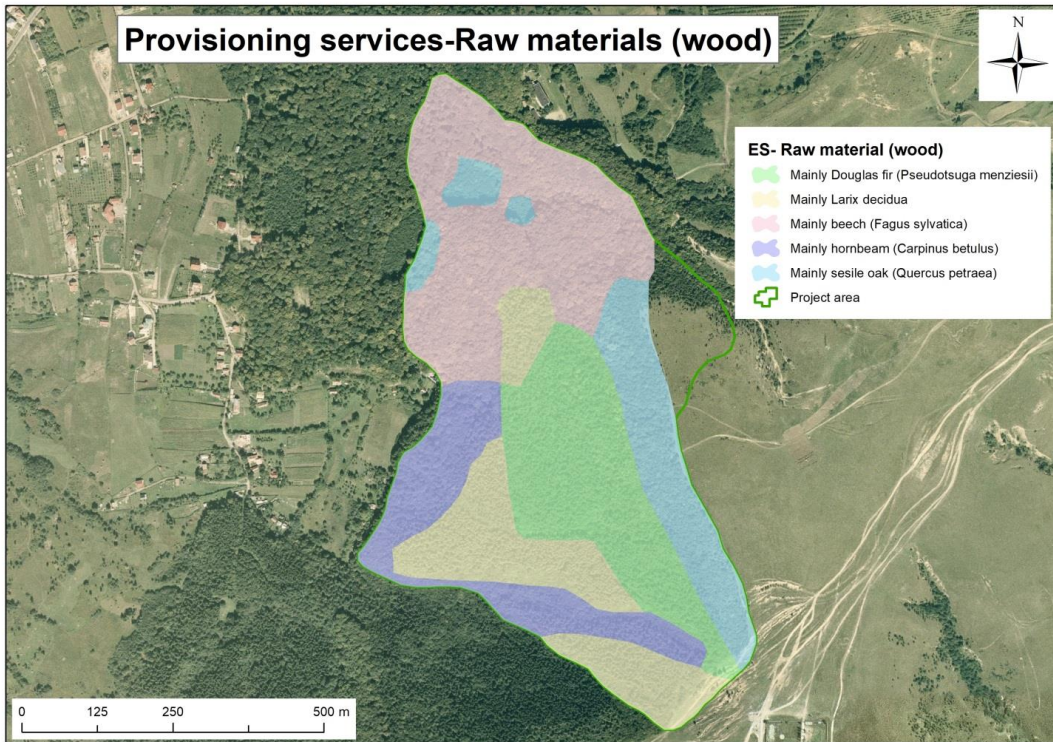 Provisioning services-Raw materials (wood)
N
ES- Raw material (wood)
Mainly Douglas fir (Pseudotsuga menziesii)
Mainly Larix decidua
Mainly beech (Fagus sylvatica)
Mainly hornbeam (Carpinus betulus)
Mainly sesile oak (Quercus petraea)
Project area
0 125 250 500 m